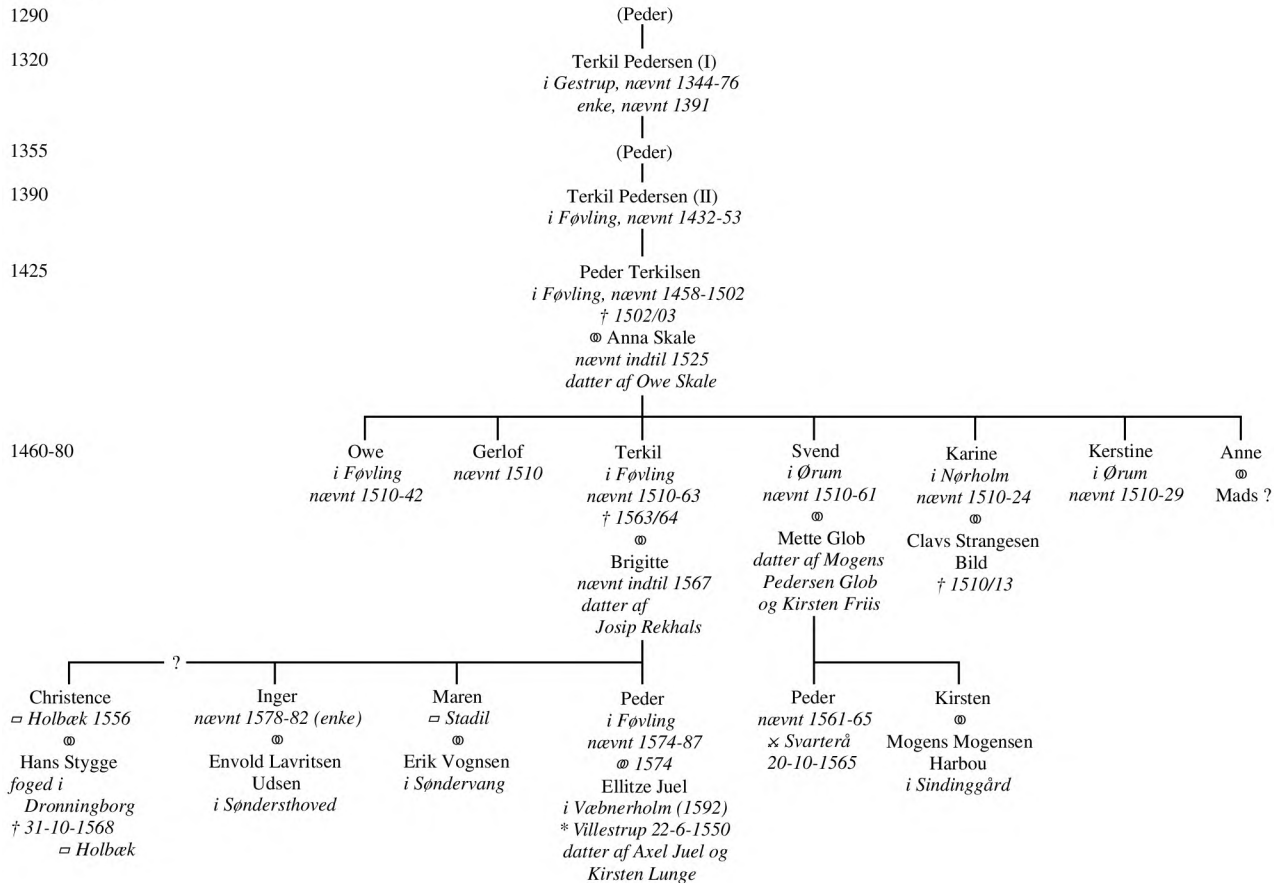 1290
(Peder)
1320
Terkil Pedersen (I)
i Gestrup, nævnt 1344-76
enke, nævnt 1391
1355
(Peder)
1390
Terkil Pedersen (II)
i Føvling, nævnt 1432-53
1425
Peder Terkilsen
i Føvling, nævnt 1458-1502
† 1502/03
⚭ Anna Skale
nævnt indtil 1525
datter af Owe Skale
1460-80
Owe
i Føvling
nævnt 1510-42
Gerlof
nævnt 1510
Terkil
i Føvling
nævnt 1510-63
† 1563/64
⚭
Brigitte
nævnt indtil 1567
datter af
Josip Rekhals
Svend
i Ørum
nævnt 1510-61
⚭
Mette Glob
datter af Mogens
Pedersen Glob
og Kirsten Friis
Karine
i Nørholm
nævnt 1510-24
⚭
Clavs Strangesen
Bild
† 1510/13
Kerstine
i Ørum
nævnt 1510-29
Anne
⚭
Mads ?
?
Christence
▭ Holbæk 1556
⚭
Hans Stygge
foged i
Dronningborg
† 31-10-1568
▭ Holbæk
Inger
nævnt 1578-82 (enke)
⚭
Envold Lavritsen
Udsen
i Søndersthoved
Maren
▭ Stadil
⚭
Erik Vognsen
i Søndervang
Peder
i Føvling
nævnt 1574-87
⚭ 1574
Ellitze Juel
i Væbnerholm (1592)
* Villestrup 22-6-1550
datter af Axel Juel og
Kirsten Lunge
Peder
nævnt 1561-65
⚔ Svarterå
20-10-1565
Kirsten
⚭
Mogens Mogensen
Harbou
i Sindinggård